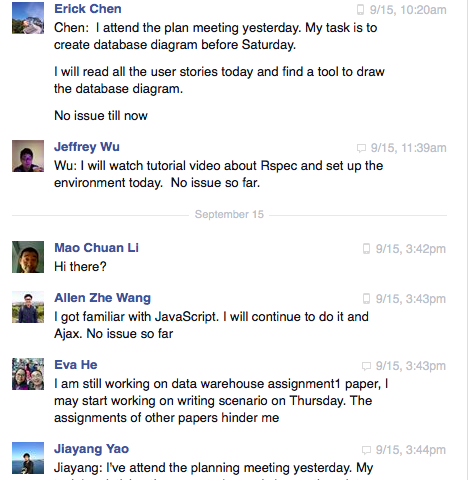 Erick Chen 9/15, 10:20am
Chen:  I attend the plan meeting yesterday. My task is to
create database diagram before Saturday.
I will read all the user stories today and find a tool to draw
the database diagram.
No issue till now
Jeffrey Wu 9/15, 11:39am
Wu: I will watch tutorial video about Rspec and set up the
environment today.  No issue so far.
September 15
Mao Chuan Li 9/15, 3:42pm
Hi there?
Allen Zhe Wang 9/15, 3:43pm
I got familiar with JavaScript. I will continue to do it and
Ajax. No issue so far
Eva He 9/15, 3:43pm
I am still working on data warehouse assignment1 paper, I
may start working on writing scenario on Thursday. The
assignments of other papers hinder me
Jiayang Yao 9/15, 3:44pm
Jiayang: I've attend the planning meeting yesterday. My